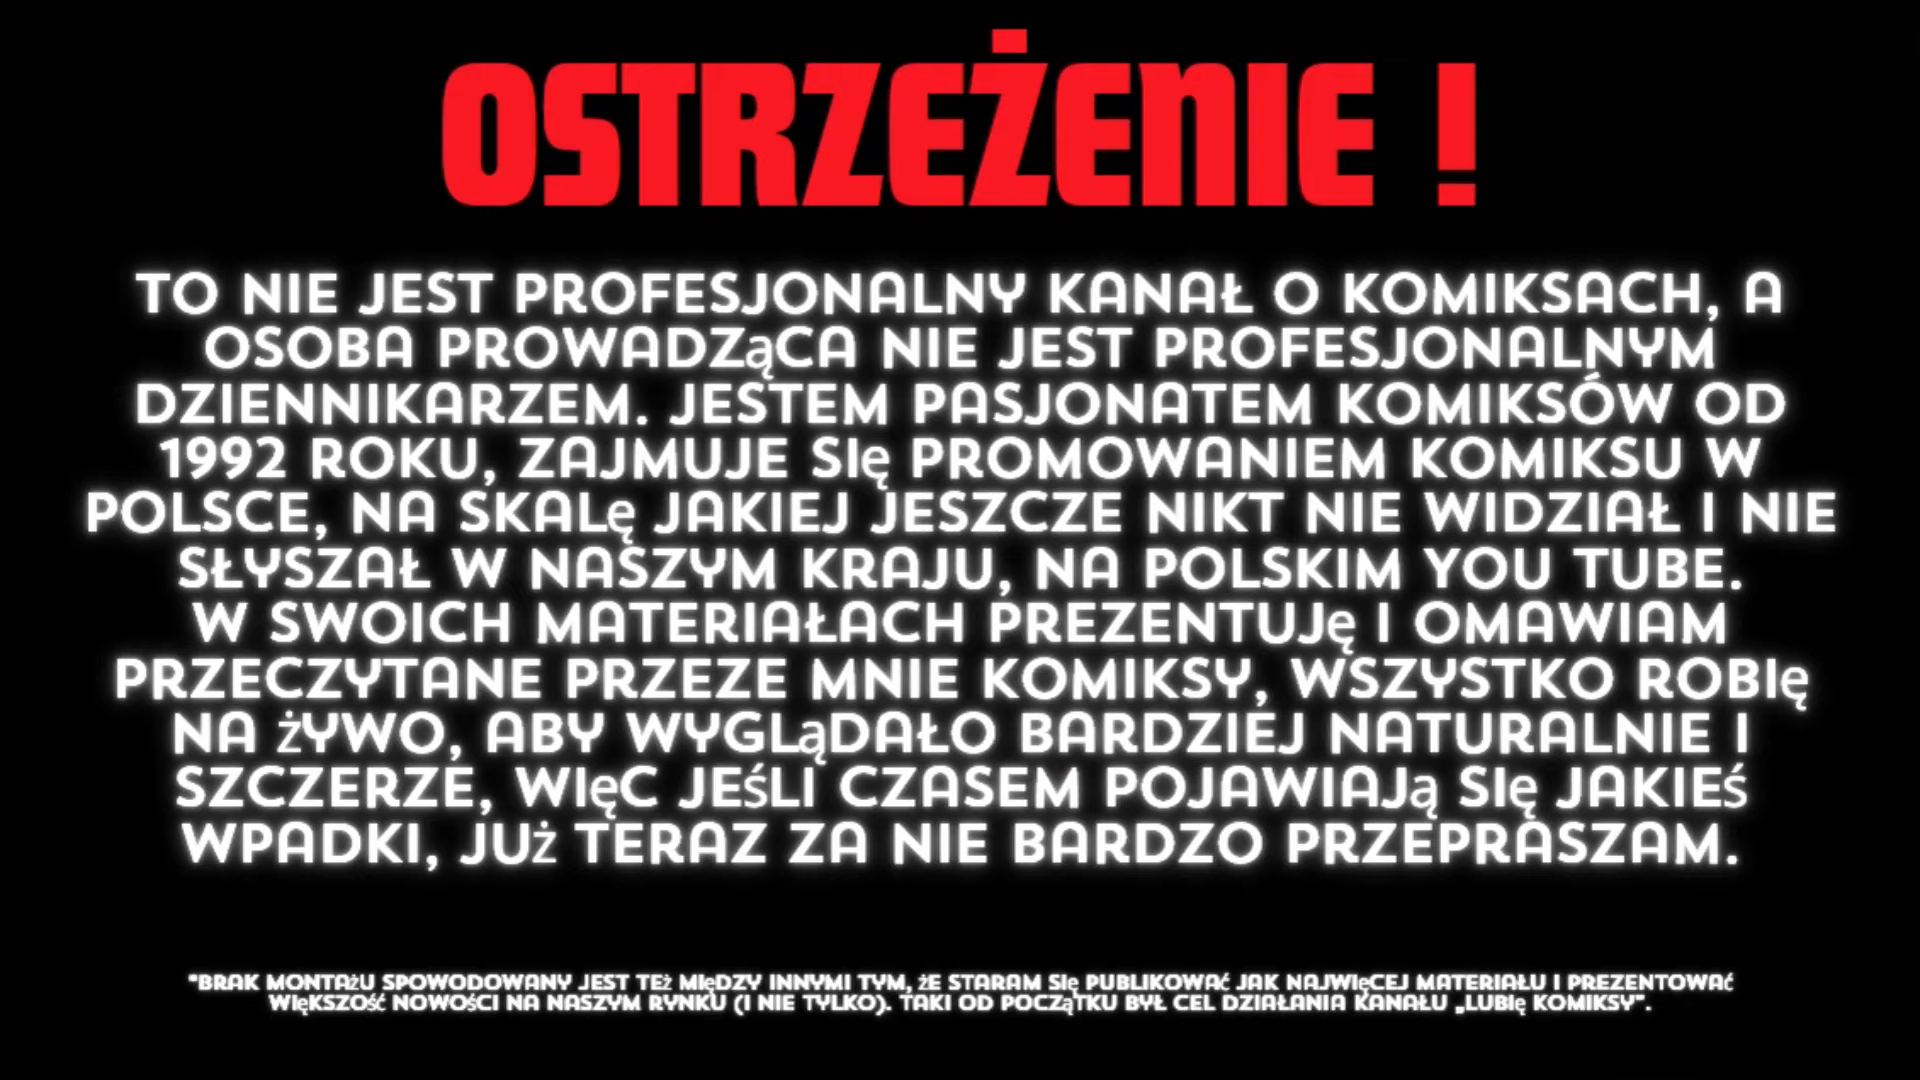 OSTRZEŻENIE !
TO NIE JEST PROFESJONALNY KANAŁ O KOMIKSACH, A
OSOBA PROWADZĄCA NIE JEST PROFESJONALNYM
DZIENNIKARZEM. JESTEM PASJONATEM KOMIKSÓW OD
1992 ROKU, ZAJMUJE SIĘ PROMOWANIEM KOMIKSU W
POLSCE, NA SKALĘ JAKIEJ JESZCZE NIKT NIE WIDZIAŁ I NIE
SŁYSZAŁ W NASZYM KRAJU, NA POLSKIM YOU TUBE.
W SWOICH MATERIAŁACH PREZENTUJĘ I OMAWIAM
PRZECZYTANE PRZEZE MNIE KOMIKSY, WSZYSTKO ROBIĘ
NA ŻYWO, ABY WYGLĄDAŁO BARDZIEJ NATURALNIE I
SZCZERZE, WIĘC JEŚLI CZASEM POJAWIAJĄ SIĘ JAKIEŚ
WPADKI, JUŻ TERAZ ZA NIE BARDZO PRZEPRASZAM.
*BRAK MONTAŻU SPOWODOWANY JEST TEŻ MIĘDZY INNYMI TYM, ŻE STARAM SIĘ PUBLIKOWAĆ JAK NAJWIĘCEJ MATERIAŁU I PREZENTOWAĆ
WIĘKSZOŚĆ NOWOŚCI NA NASZYM RYNKU (I NIE TYLKO). TAKI OD POCZĄTKU BYŁ CEL DZIAŁANIA KANAŁU „LUBIĘ KOMIKSY".